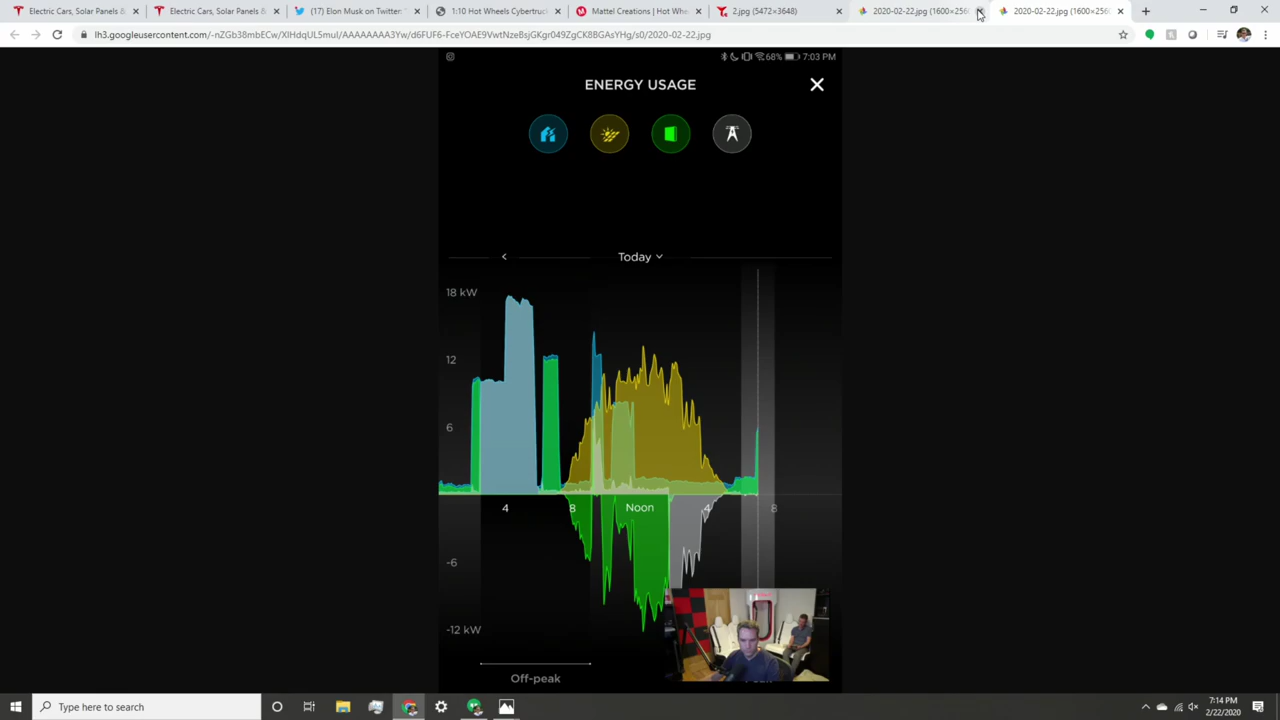 Electric Cars, Solar Panels &
Electric Cars, Solar Panels &
(17) Elon Musk on Twitter:
1:10 Hot Wheels Cybertruc
Mattel Creations | Hot Whe
2.jpg (5472×3648)
2020-02-22.jpg (1600×256
2020-02-22.jpg (1600×256
lh3.googleusercontent.com/-nZGb38mbECw/XlHdqUL5muI/AAAAAAAA3Yw/d6FUF6-FceYOAE9WwtNzeBsjGKgr049ZgCK8BGAsYHg/s0/2020-02-22.jpg
68% 7:03 PM
ENERGY USAGE
Today
18 kW
12
6
4
8
Noon
4
8
-6
-12 kW
Off-peak
Type here to search
7:14 PM
2/22/2020